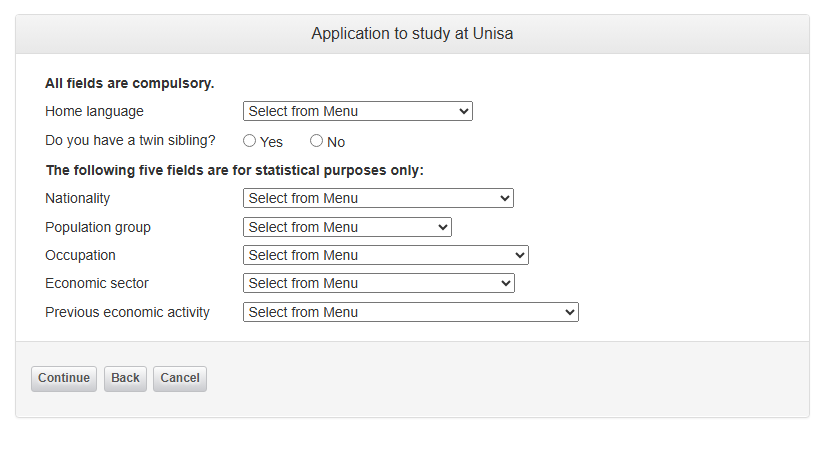 Application to study at Unisa
All fields are compulsory.
Home language Select from Menu
Do you have a twin sibling? Yes No
The following five fields are for statistical purposes only:
Nationality Select from Menu
Population group Select from Menu
Occupation Select from Menu
Economic sector Select from Menu
Previous economic activity Select from Menu
Continue Back Cancel